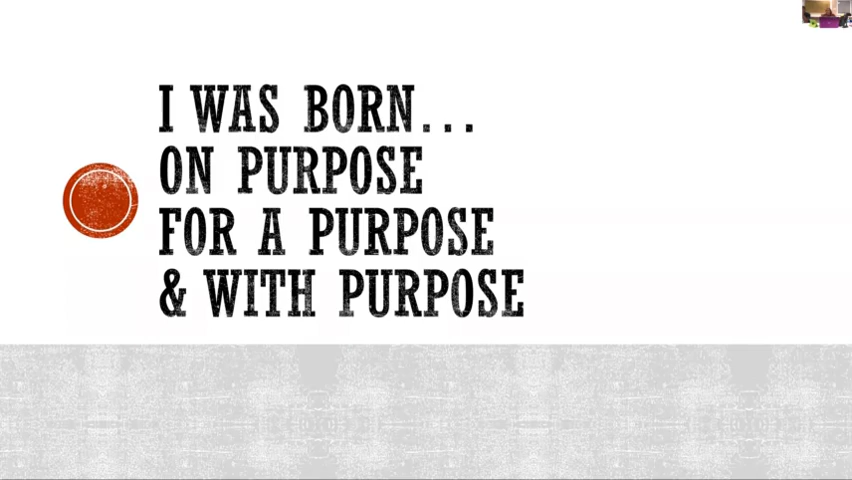 I WAS BORN...
ON PURPOSE
FOR A PURPOSE
& WITH PURPOSE